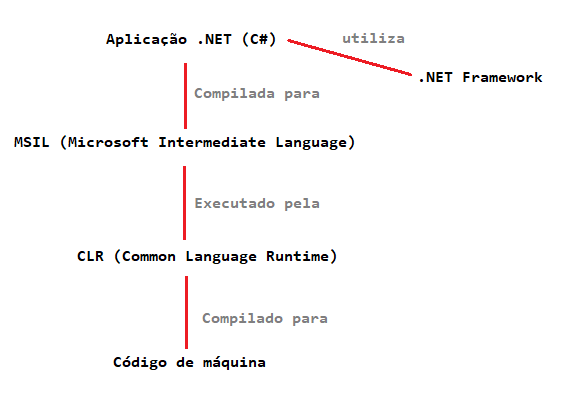 Aplicação .NET (C#)
utiliza
.NET Framework
Compilada para
MSIL (Microsoft Intermediate Language)
Executado pela
CLR (Common Language Runtime)
Compilado para
Código de máquina